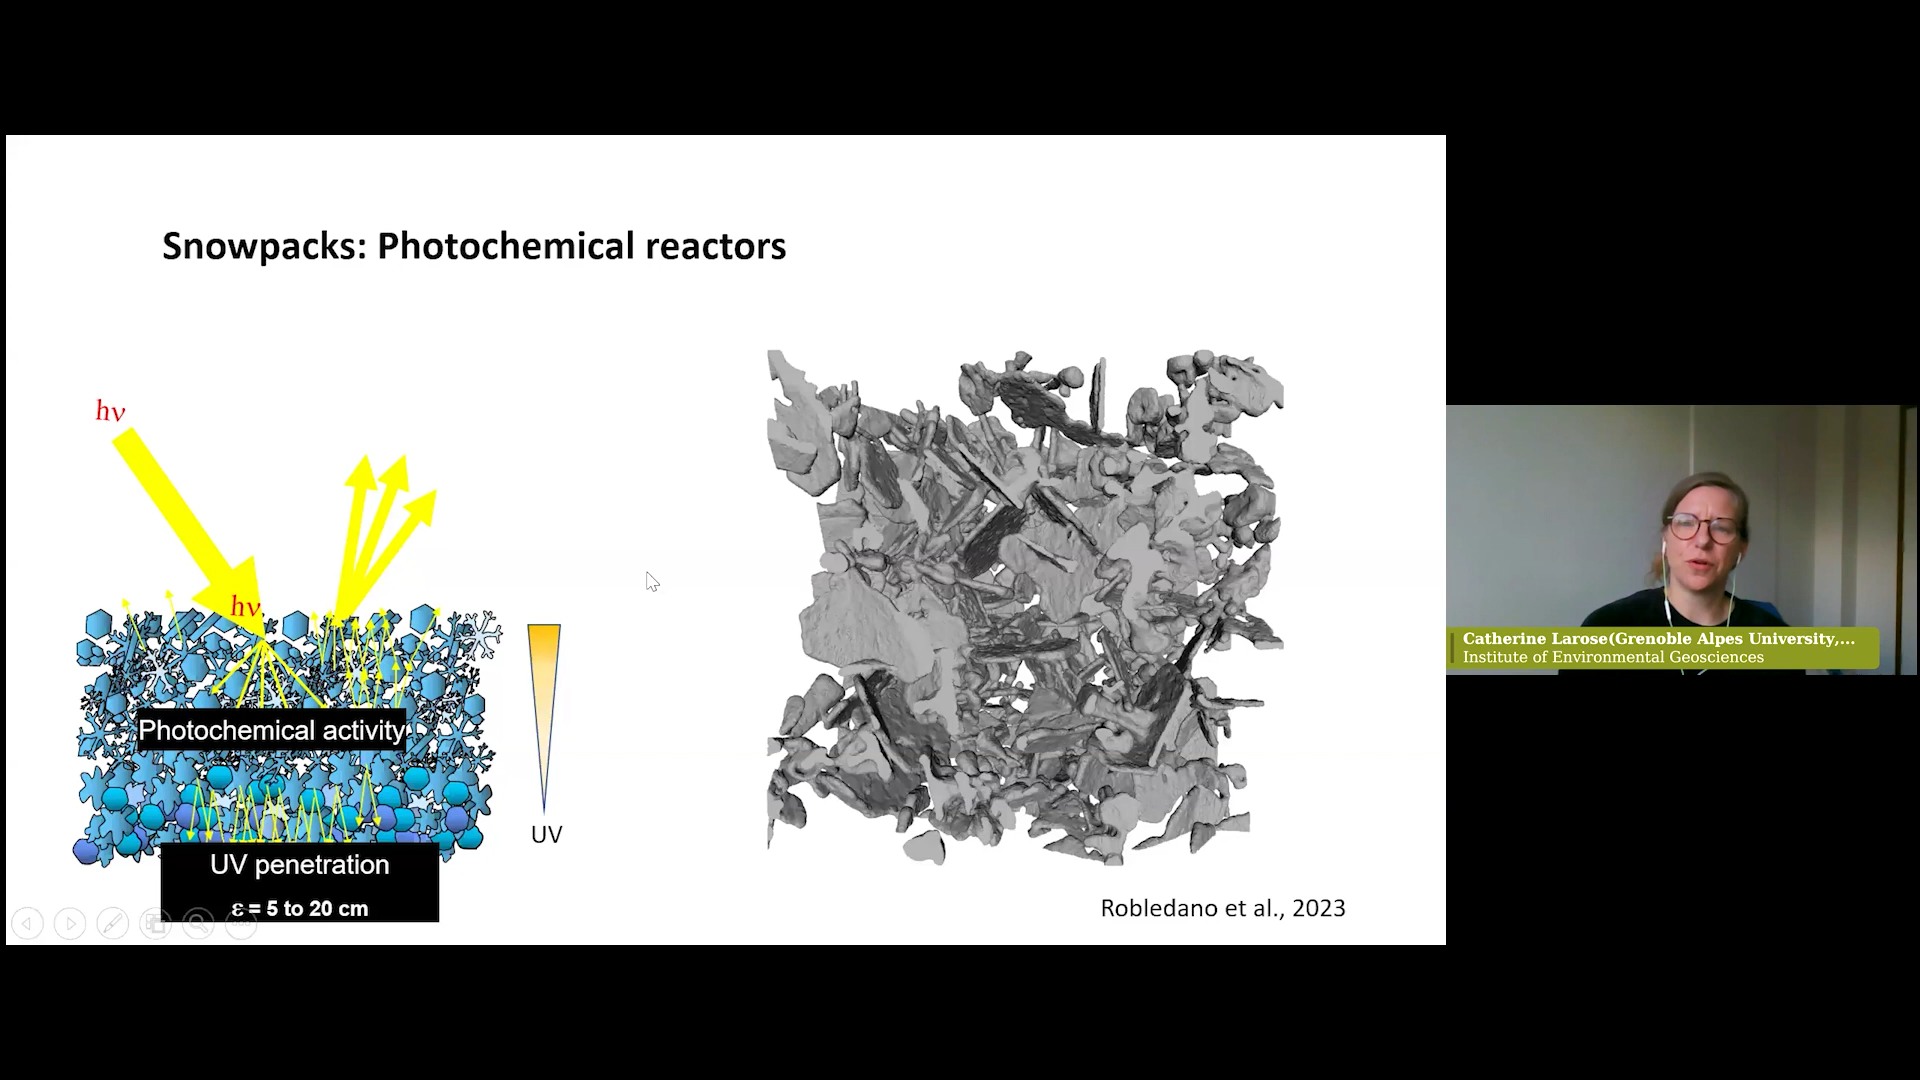 Snowpacks: Photochemical reactors
hν
hν
Photochemical activity
UV
UV penetration
ε = 5 to 20 cm
Robledano et al., 2023
Catherine Larose(Grenoble Alpes University,...
Institute of Environmental Geosciences